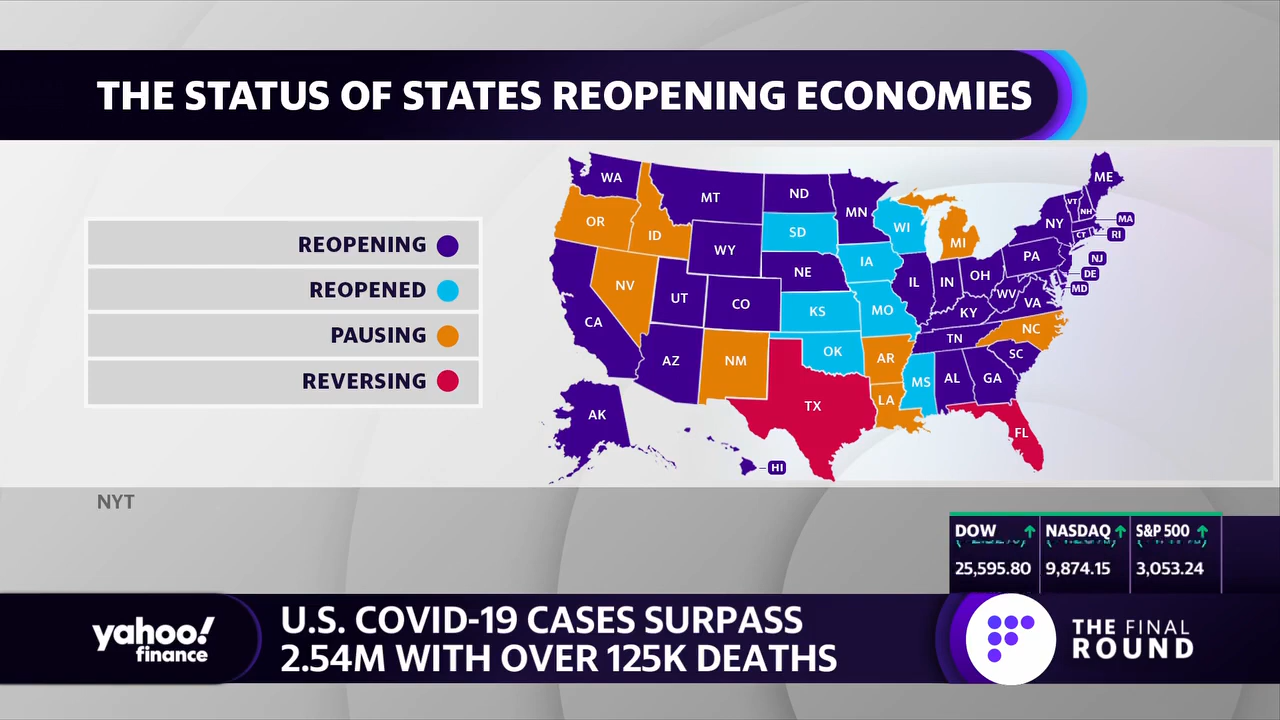 THE STATUS OF STATES REOPENING ECONOMIES
REOPENING
REOPENED
PAUSING
REVERSING
WA
MT
ND
MN
ME
VT
NH
NY
MA
RI
CT
OR
ID
WY
SD
WI
MI
PA
NJ
DE
MD
NV
UT
CO
NE
IA
IL
IN
OH
WV
VA
CA
KS
MO
KY
NC
AZ
NM
OK
AR
TN
SC
MS
AL
GA
AK
TX
LA
FL
HI
NYT
DOW
NASDAQ
S&P 500
25,595.80
9,874.15
3,053.24
yahoo!
finance
U.S. COVID-19 CASES SURPASS
2.54M WITH OVER 125K DEATHS
THE FINAL
ROUND